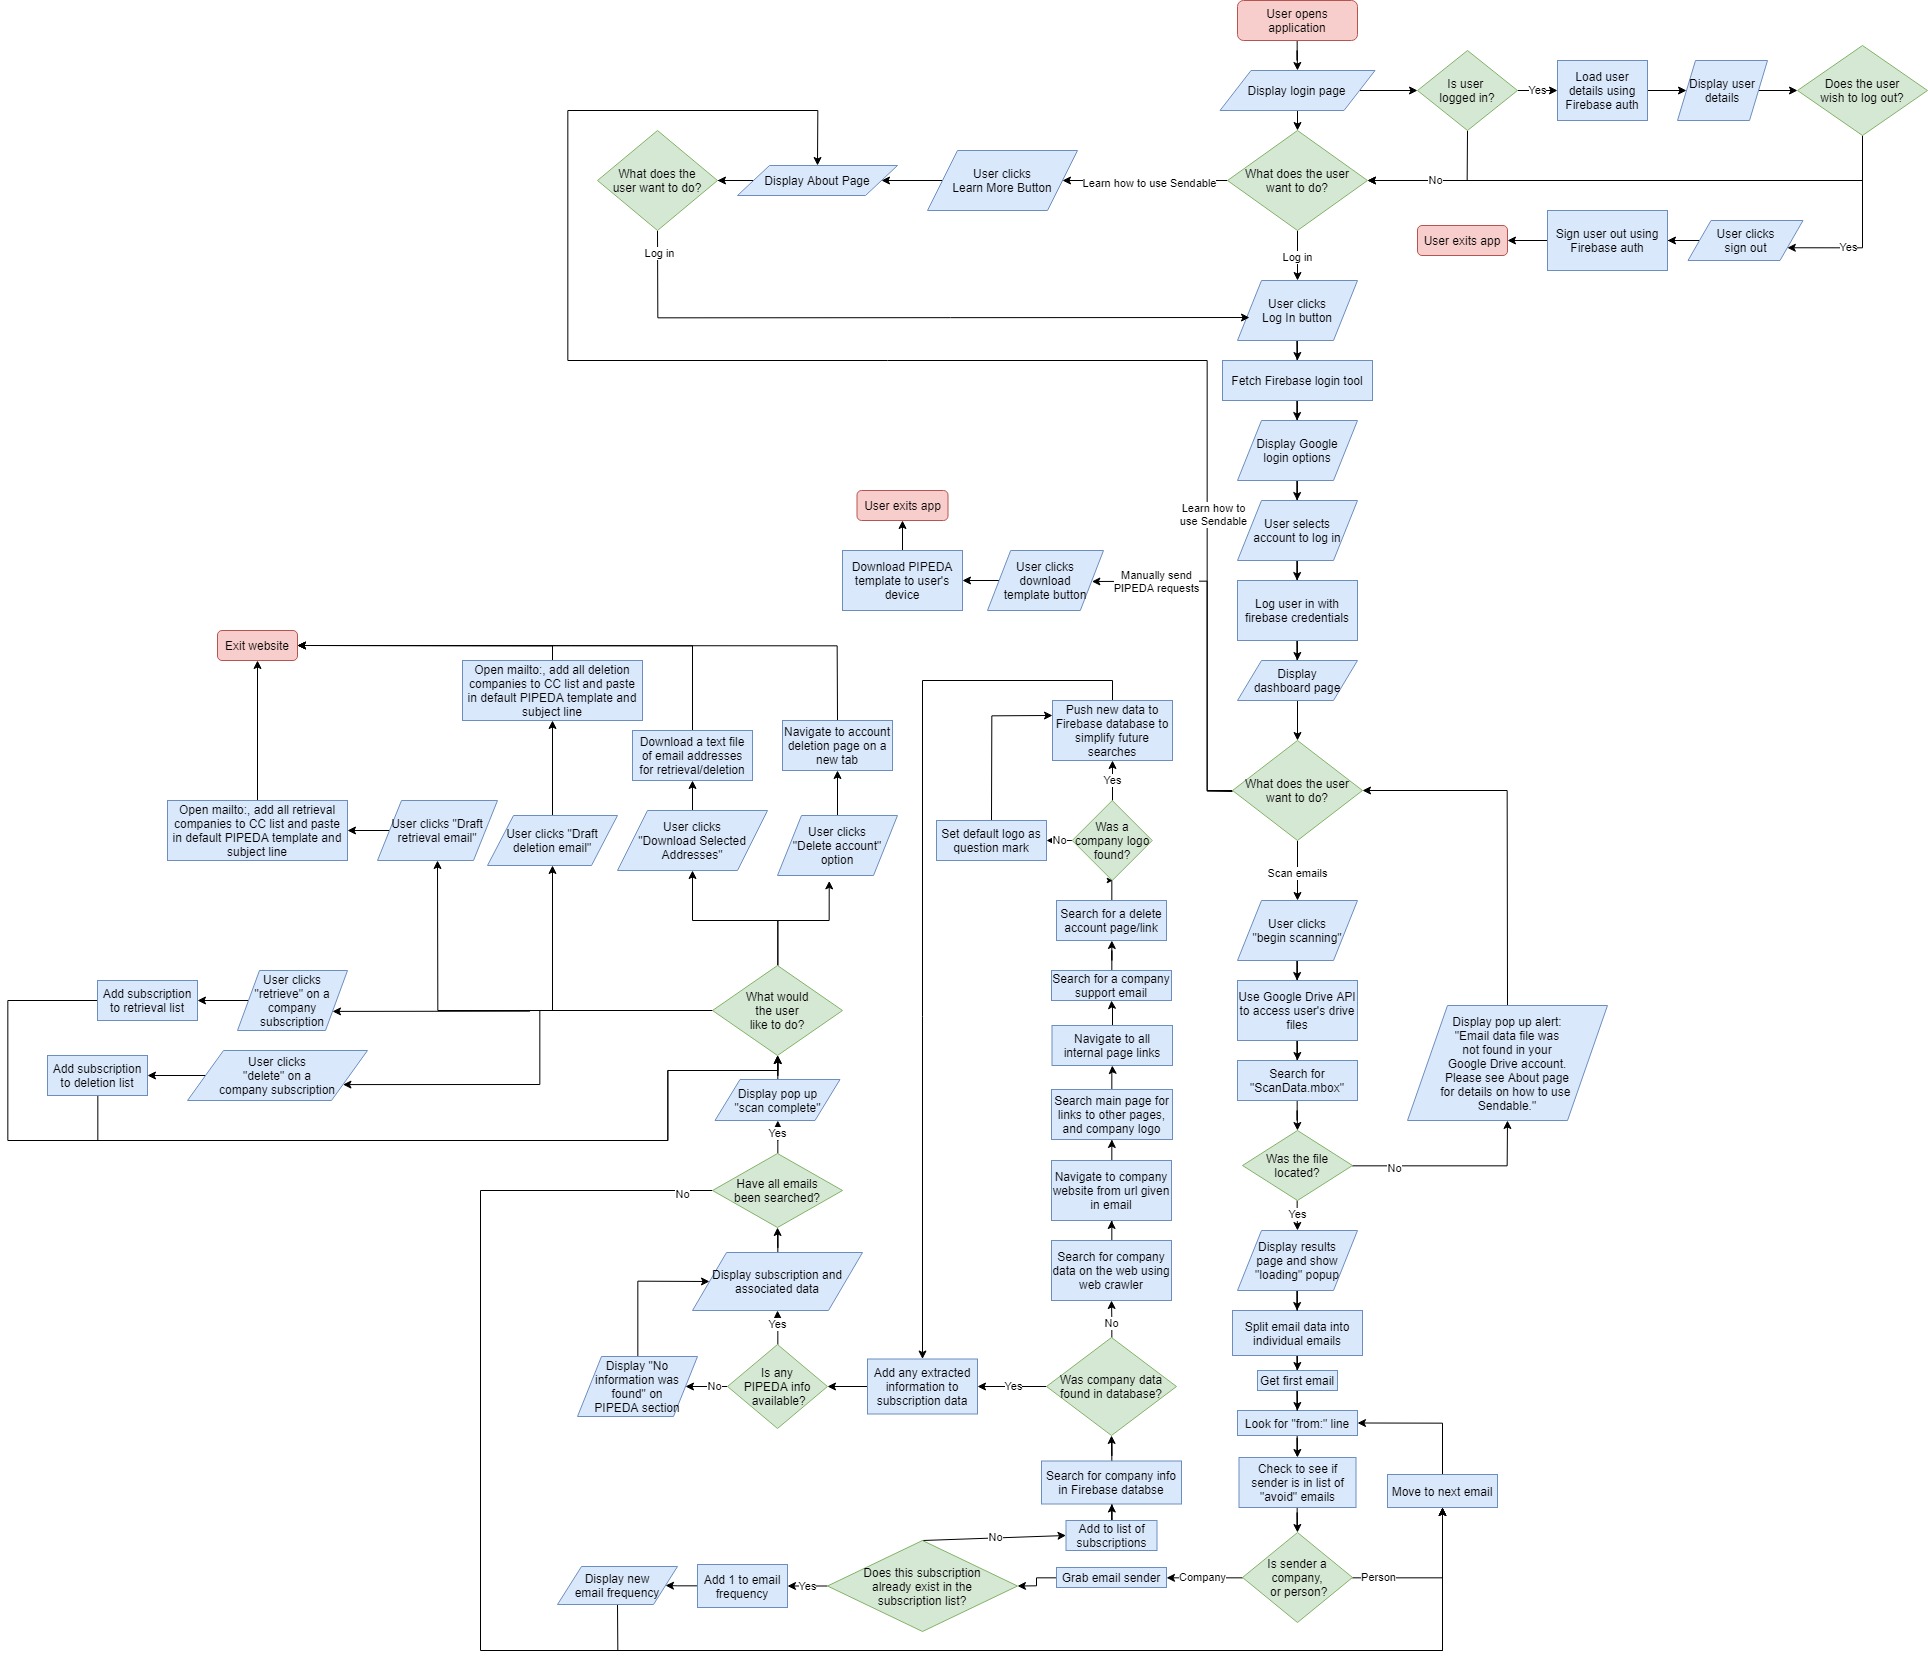 User opens
application
Display login page
Is user
logged in?
Yes
Load user
details using
Firebase auth
Display user
details
Does the user
wish to log out?
What does the
user want to do?
Display About Page
User clicks
Learn More Button
Learn how to use Sendable
What does the user
want to do?
No
User exits app
Sign user out using
Firebase auth
User clicks
sign out
Yes
Log in
Log in
User clicks
Log In button
Fetch Firebase login tool
Display Google
login options
User exits app
Learn how to
use Sendable
User selects
account to log in
Download PIPEDA
template to user's
device
User clicks
download
template button
Manually send
PIPEDA requests
Log user in with
firebase credentials
Exit website
Open mailto:, add all deletion
companies to CC list and paste
in default PIPEDA template and
subject line
Display
dashboard page
Download a text file
of email addresses
for retrieval/deletion
Navigate to account
deletion page on a
new tab
Push new data to
Firebase database to
simplify future
searches
Yes
What does the user
want to do?
Open mailto:, add all retrieval
companies to CC list and paste
in default PIPEDA template and
subject line
User clicks "Draft
retrieval email"
User clicks "Draft
deletion email"
User clicks
"Download Selected
Addresses"
User clicks
"Delete account"
option
Set default logo as
question mark
No
Was a
company logo
found?
Scan emails
Search for a delete
account page/link
User clicks
"begin scanning"
Add subscription
to retrieval list
User clicks
"retrieve" on a
company
subscription
What would
the user
like to do?
Search for a company
support email
Use Google Drive API
to access user's drive
files
Display pop up alert:
"Email data file was
not found in your
Google Drive account.
Please see About page
for details on how to use
Sendable."
Add subscription
to deletion list
User clicks
"delete" on a
company subscription
Navigate to all
internal page links
Search for
"ScanData.mbox"
Display pop up
"scan complete"
Search main page for
links to other pages,
and company logo
Yes
Was the file
located?
No
Have all emails
been searched?
No
Navigate to company
website from url given
in email
Yes
Display results
page and show
"loading" popup
Display subscription and
associated data
Search for company
data on the web using
web crawler
Yes
No
Split email data into
individual emails
Display "No
information was
found" on
PIPEDA section
No
Is any
PIPEDA info
available?
Add any extracted
information to
subscription data
Yes
Was company data
found in database?
Get first email
Look for "from:" line
Search for company info
in Firebase databse
Check to see if
sender is in list of
"avoid" emails
Move to next email
No
Add to list of
subscriptions
Display new
email frequency
Add 1 to email
frequency
Yes
Does this subscription
already exist in the
subscription list?
Grab email sender
Company
Is sender a
company,
or person?
Person